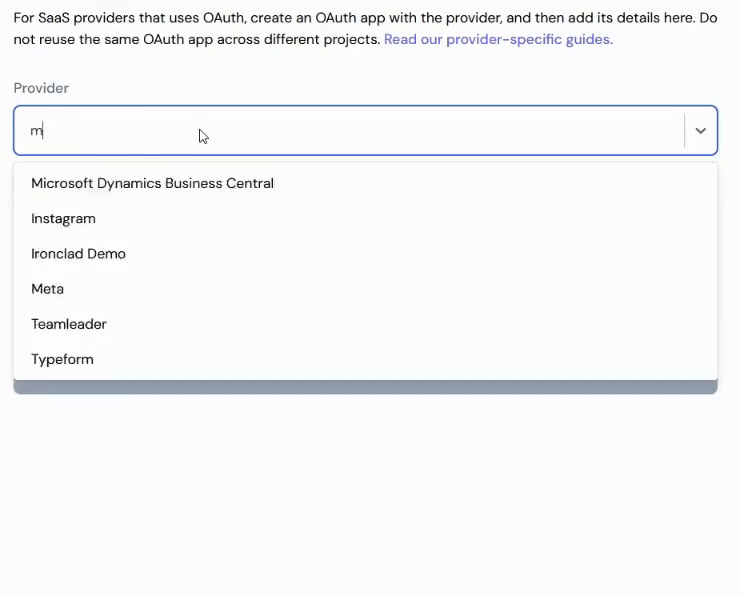 For SaaS providers that uses OAuth, create an OAuth app with the provider, and then add its details here. Do
not reuse the same OAuth app across different projects. Read our provider-specific guides.
Provider
m
Microsoft Dynamics Business Central
Instagram
Ironclad Demo
Meta
Teamleader
Typeform